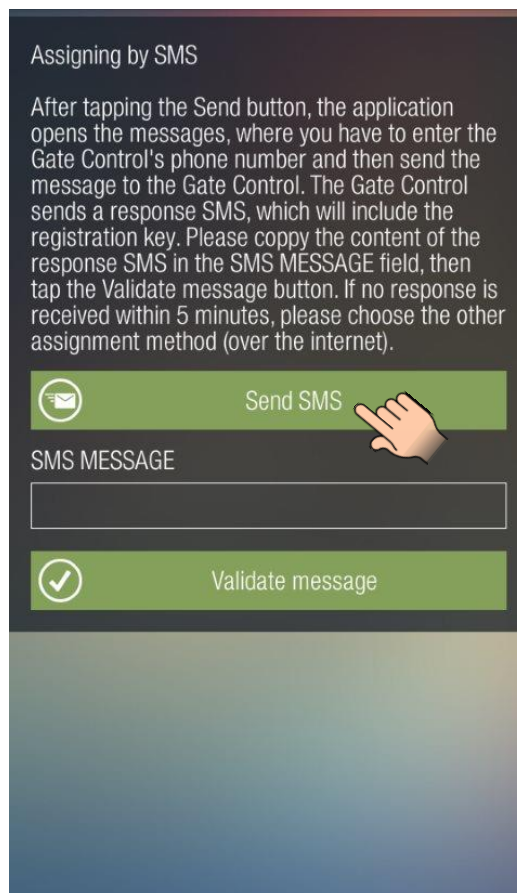 Assigning by SMS
After tapping the Send button, the application
opens the messages, where you have to enter the
Gate Control's phone number and then send the
message to the Gate Control. The Gate Control
sends a response SMS, which will include the
registration key. Please coppy the content of the
response SMS in the SMS MESSAGE field, then
tap the Validate message button. If no response is
received within 5 minutes, please choose the other
assignment method (over the internet).
Send SMS
SMS MESSAGE
Validate message